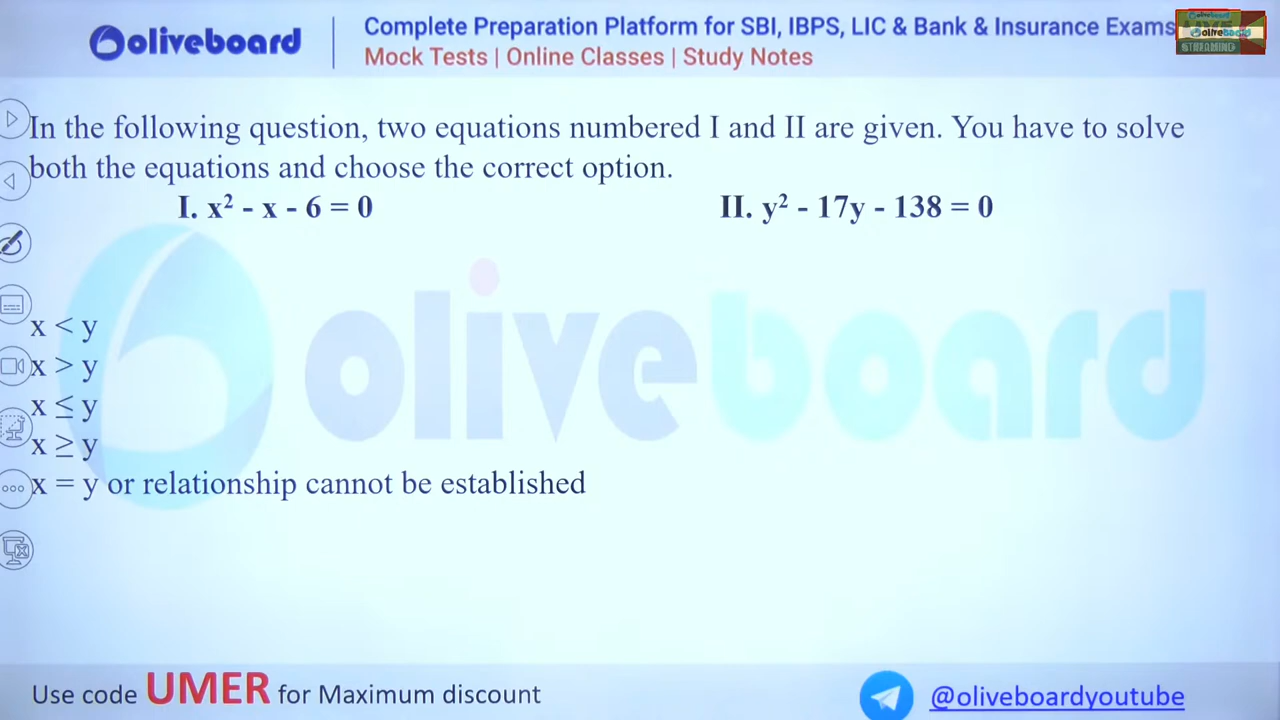 oliveboard
Complete Preparation Platform for SBI, IBPS, LIC & Bank & Insurance Exams
Mock Tests | Online Classes | Study Notes
oliveboard
STREAMING
In the following question, two equations numbered I and II are given. You have to solve
both the equations and choose the correct option.
I. x² - x - 6 = 0
II. y² - 17y - 138 = 0
oliveboard
x < y
x > y
x ≤ y
x ≥ y
x = y or relationship cannot be established
Use code UMER for Maximum discount
@oliveboardyoutube